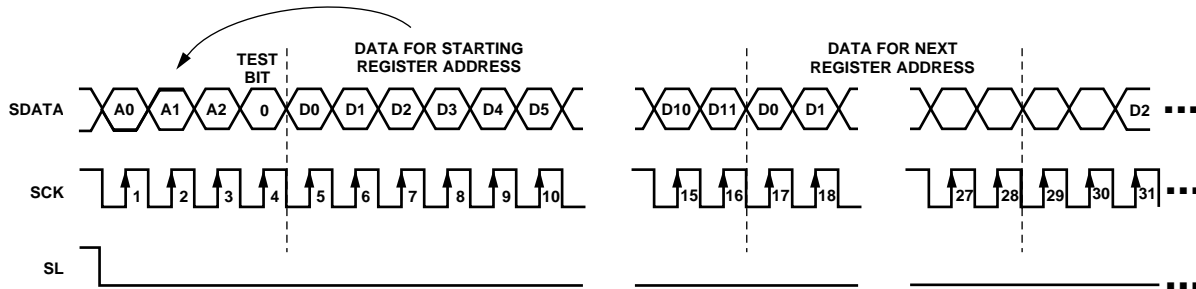 TEST
BIT
DATA FOR STARTING
REGISTER ADDRESS
DATA FOR NEXT
REGISTER ADDRESS
SDATA A0 A1 A2 0 D0 D1 D2 D3 D4 D5 D10 D11 D0 D1 D2
SCK 1 2 3 4 5 6 7 8 9 10 15 16 17 18 27 28 29 30 31
SL